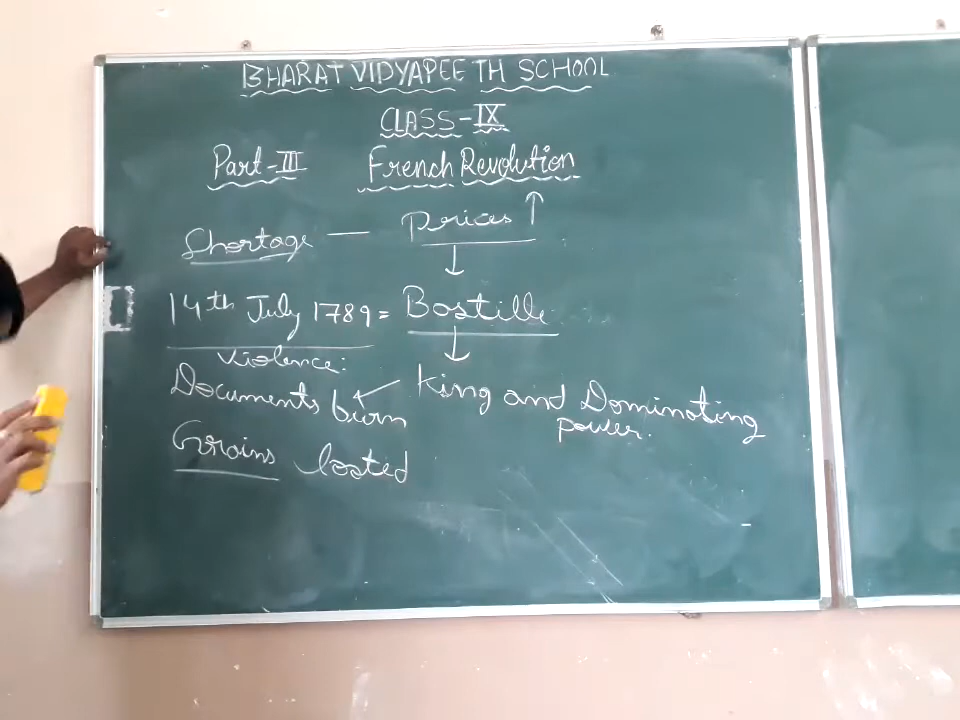 BHARAT VIDYAPEETH SCHOOL
CLASS-IX
Part-III French Revolution
Shortage — Prices ↑
↓
14th July 1789 = Bastille
↓
Violence:
Documents burn ← King and Dominating
power.
Grains looted